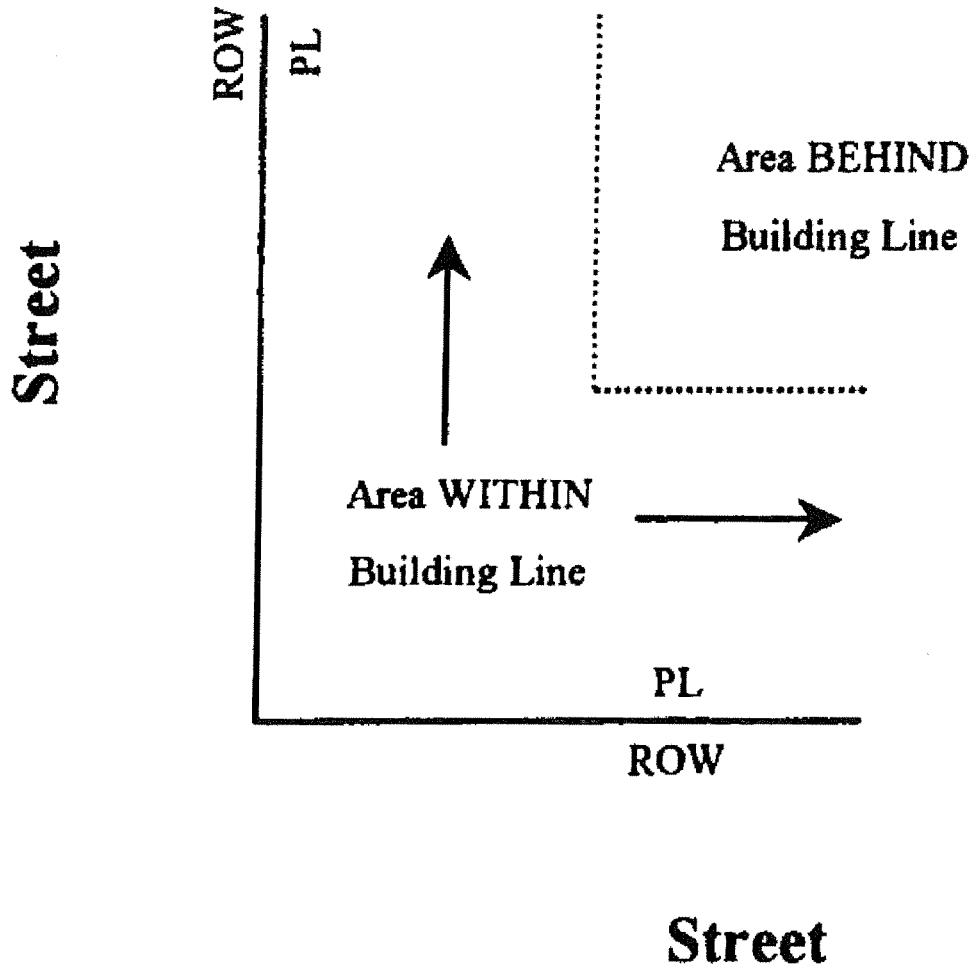 ROW
PL
Area BEHIND
Building Line
Street
Area WITHIN
Building Line
PL
ROW
Street